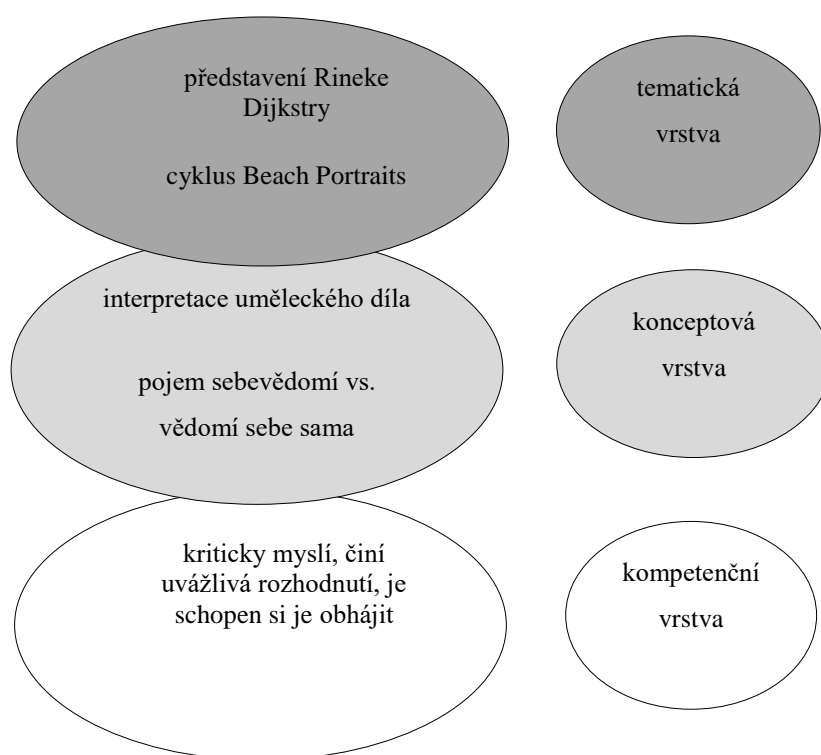 představení Rineke
Dijkstry
cyklus Beach Portraits
tematická
vrstva
interpretace uměleckého díla
pojem sebevědomí vs.
vědomí sebe sama
konceptová
vrstva
kriticky myslí, činí
uvážlivá rozhodnutí, je
schopen si je obhájit
kompetenční
vrstva